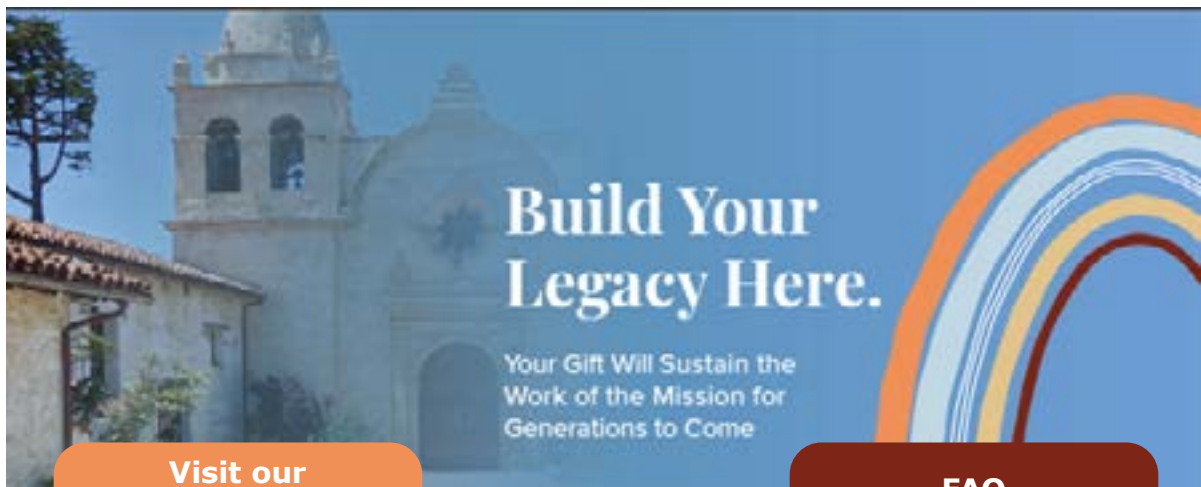 Build Your
Legacy Here.
Your Gift Will Sustain the
Work of the Mission for
Generations to Come
Visit our
FAQ